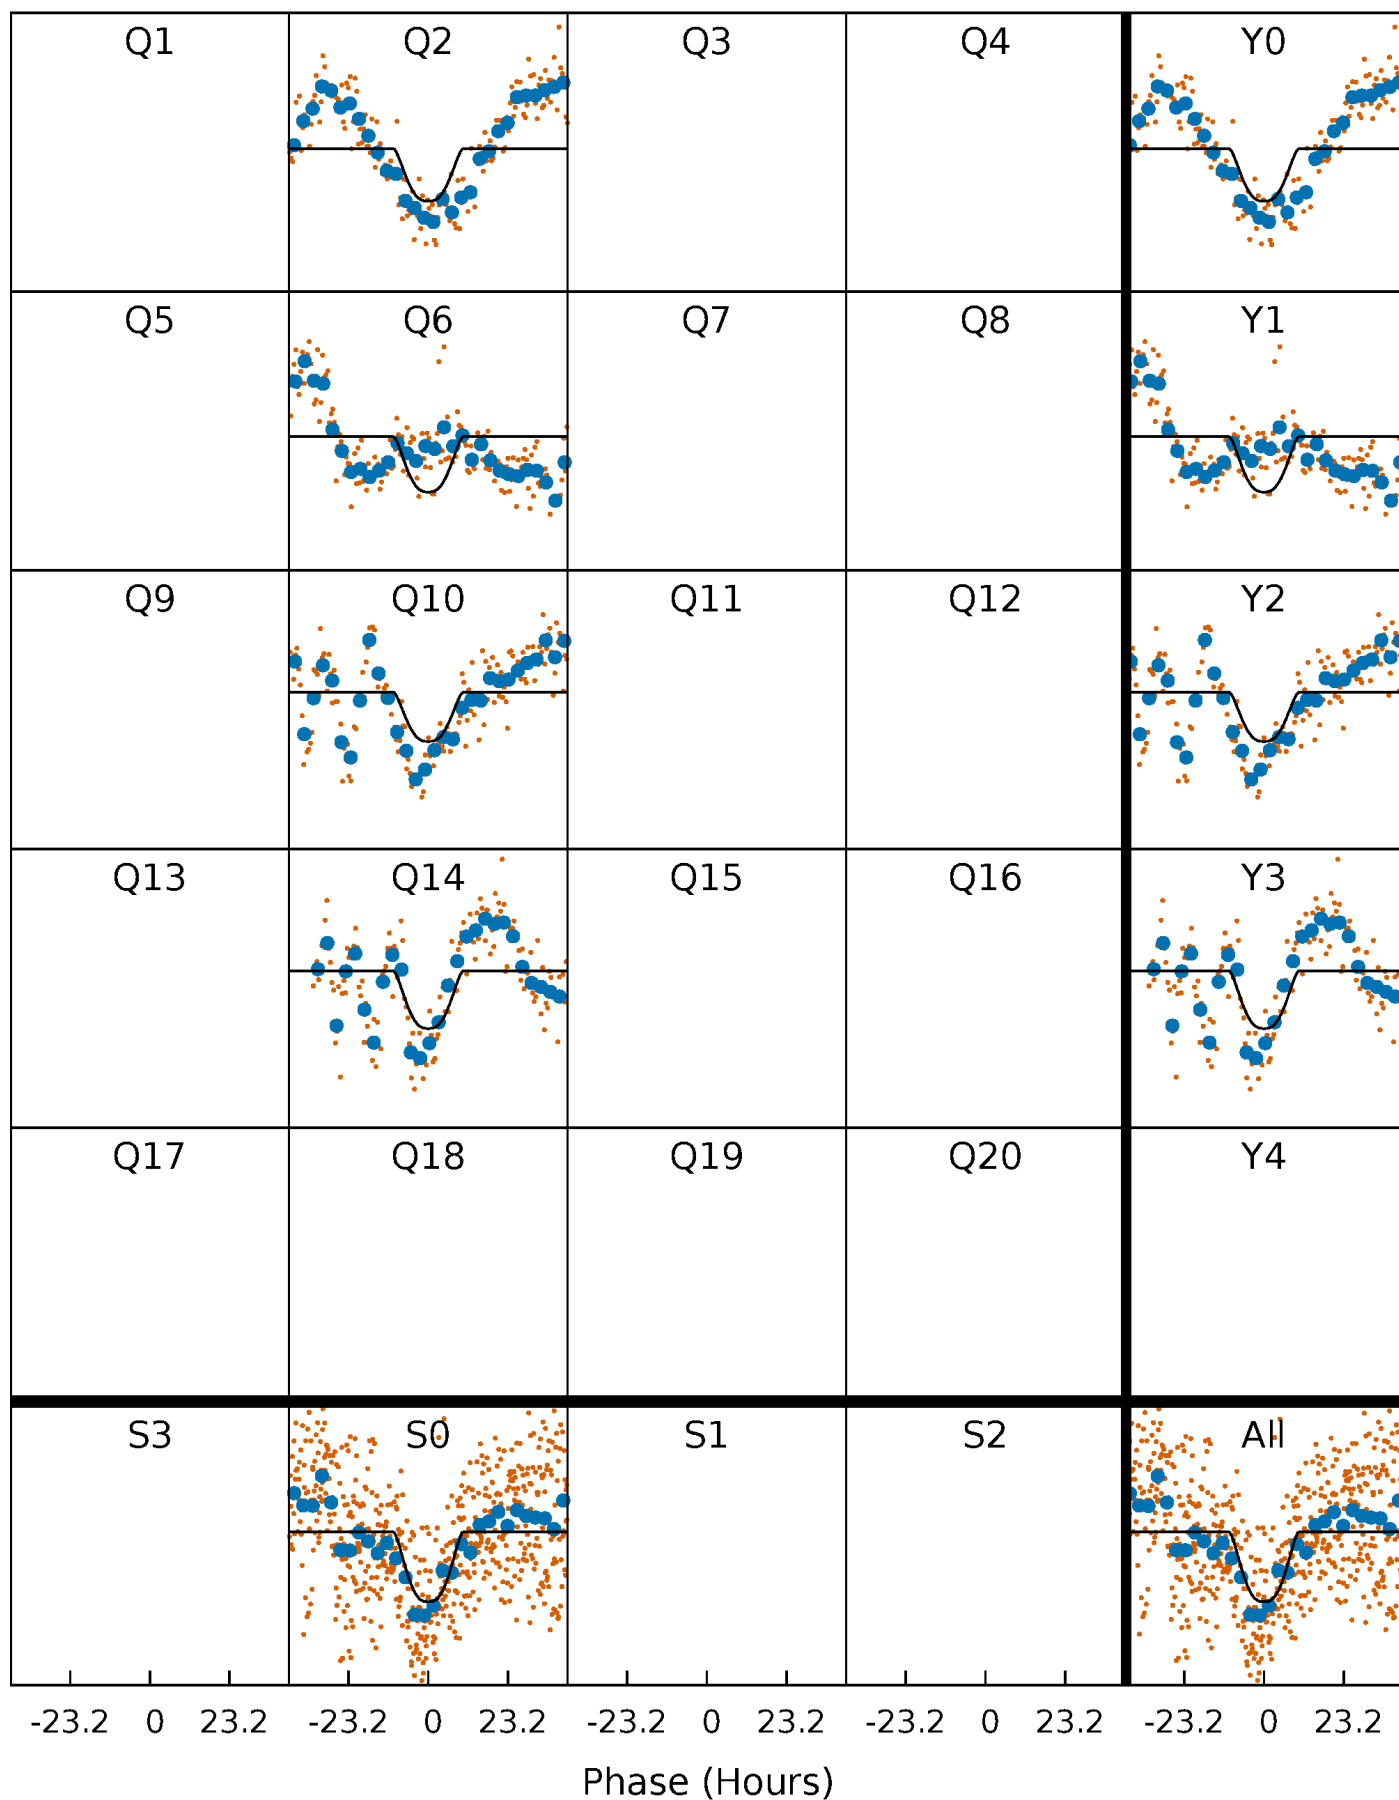 Q1 Q2 Q3 Q4 Y0
Q5 Q6 Q7 Q8 Y1
Q9 Q10 Q11 Q12 Y2
Q13 Q14 Q15 Q16 Y3
Q17 Q18 Q19 Q20 Y4
S3 S0 S1 S2 All
-23.2 0 23.2 -23.2 0 23.2 -23.2 0 23.2 -23.2 0 23.2 -23.2 0 23.2
Phase (Hours)